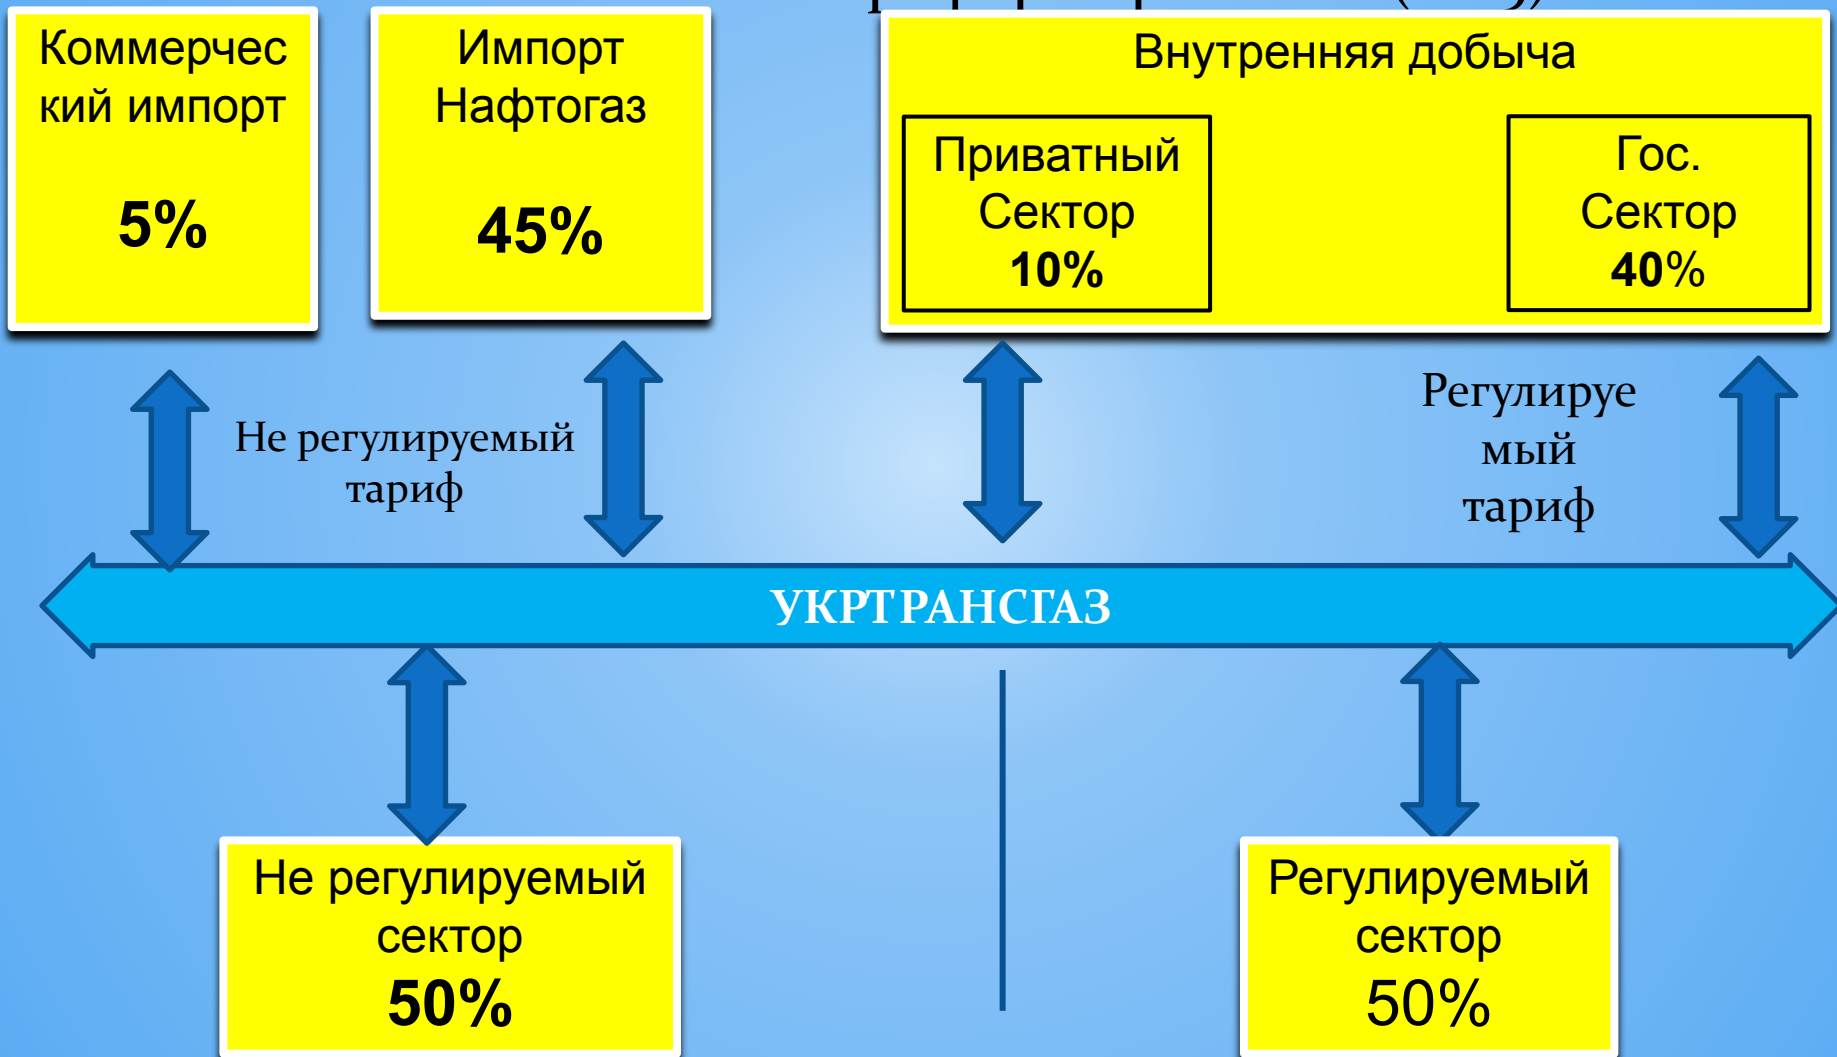 Коммерчес
кий импорт
5%
Импорт
Нафтогаз
45%
Внутренняя добыча
Приватный
Сектор
10%
Гос.
Сектор
40%
Не регулируемый
тариф
Регулируе
мый
тариф
УКРТРАНСГАЗ
Не регулируемый
сектор
50%
Регулируемый
сектор
50%